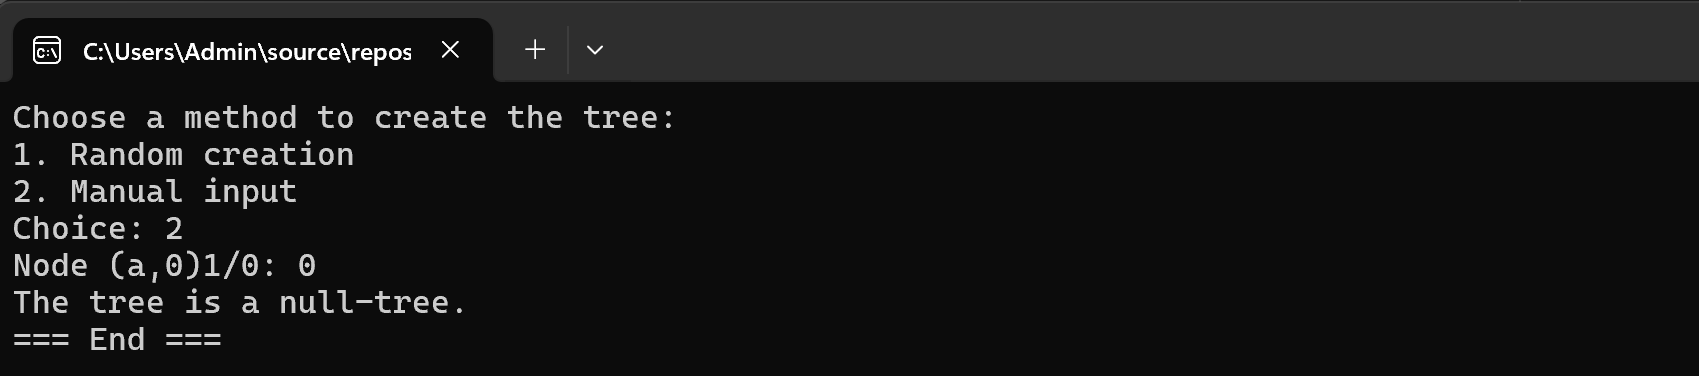 C:\Users\Admin\source\repos
Choose a method to create the tree:
1. Random creation
2. Manual input
Choice: 2
Node (a,0)1/0: 0
The tree is a null-tree.
=== End ===